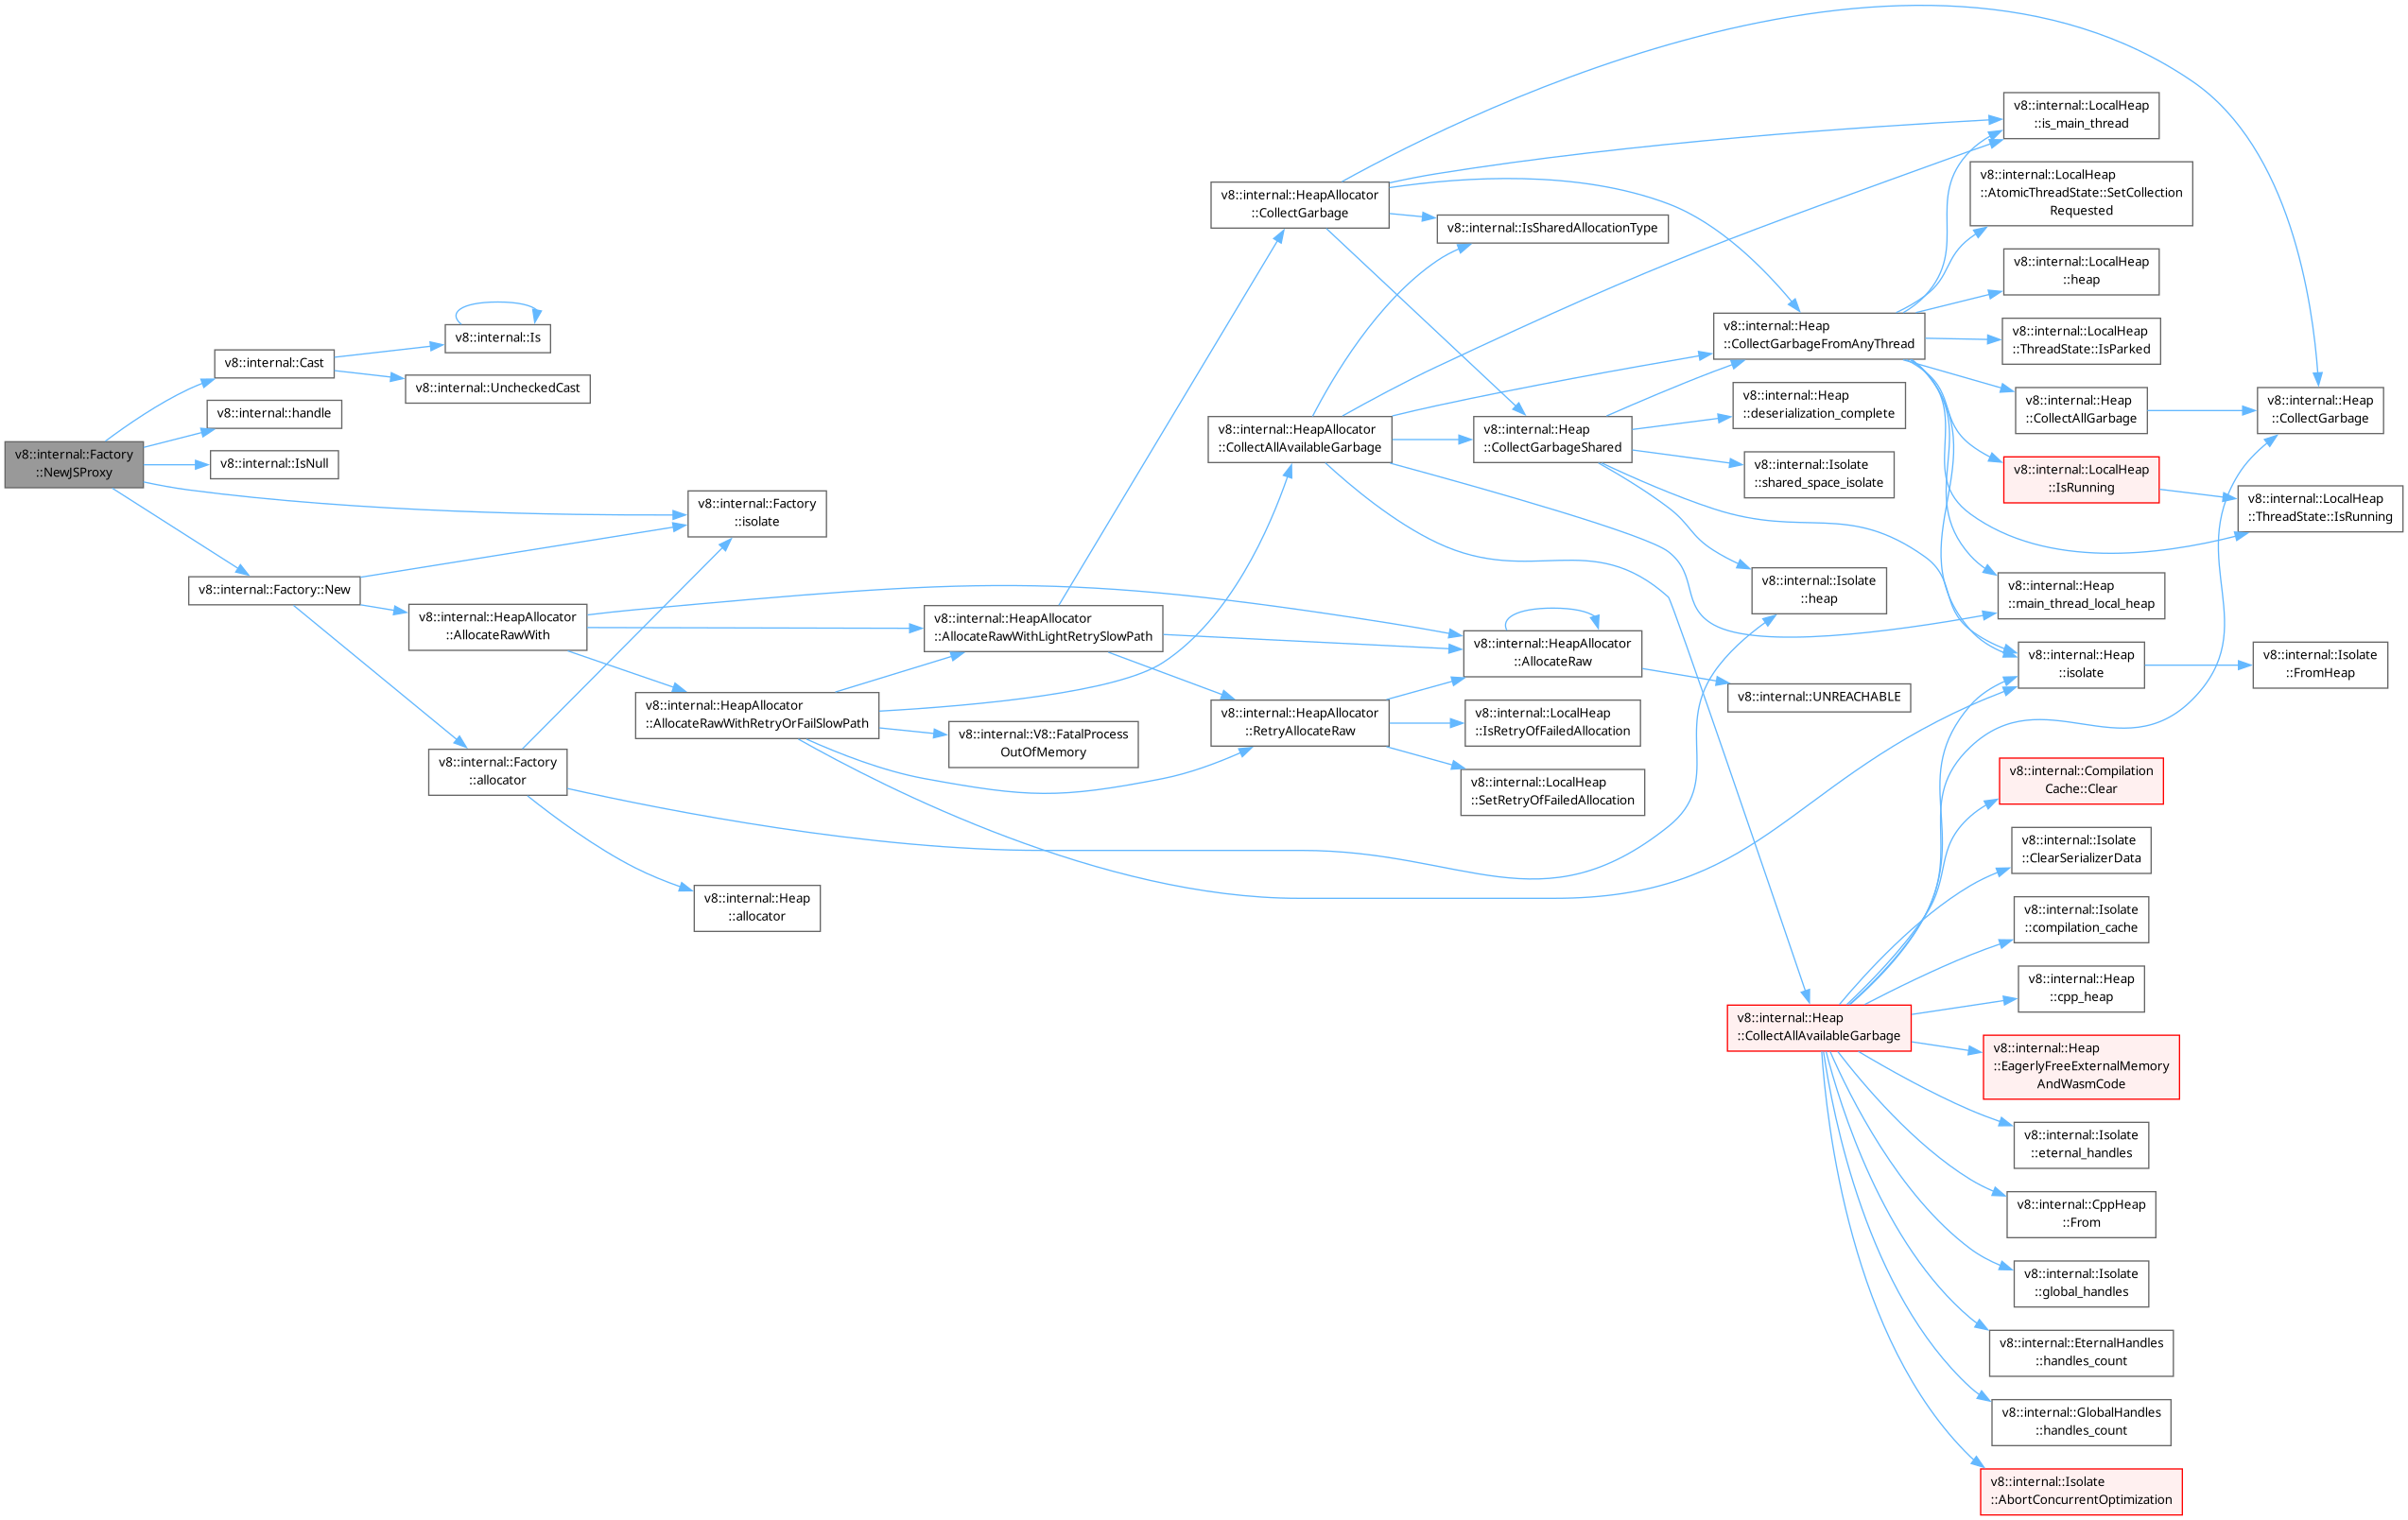 v8::internal::Factory
::NewJSProxy
v8::internal::Cast
v8::internal::Is
v8::internal::UncheckedCast
v8::internal::handle
v8::internal::IsNull
v8::internal::Factory
::isolate
v8::internal::Factory::New
v8::internal::HeapAllocator
::AllocateRawWith
v8::internal::Factory
::allocator
v8::internal::Heap
::allocator
v8::internal::HeapAllocator
::AllocateRawWithRetryOrFailSlowPath
v8::internal::HeapAllocator
::AllocateRawWithLightRetrySlowPath
v8::internal::V8::FatalProcess
OutOfMemory
v8::internal::HeapAllocator
::CollectGarbage
v8::internal::HeapAllocator
::CollectAllAvailableGarbage
v8::internal::HeapAllocator
::RetryAllocateRaw
v8::internal::IsSharedAllocationType
v8::internal::Heap
::CollectGarbageShared
v8::internal::HeapAllocator
::AllocateRaw
v8::internal::LocalHeap
::IsRetryOfFailedAllocation
v8::internal::LocalHeap
::SetRetryOfFailedAllocation
v8::internal::Heap
::CollectGarbageFromAnyThread
v8::internal::Heap
::deserialization_complete
v8::internal::Isolate
::shared_space_isolate
v8::internal::Isolate
::heap
v8::internal::UNREACHABLE
v8::internal::Heap
::CollectAllAvailableGarbage
v8::internal::LocalHeap
::is_main_thread
v8::internal::LocalHeap
::AtomicThreadState::SetCollection
Requested
v8::internal::LocalHeap
::heap
v8::internal::LocalHeap
::ThreadState::IsParked
v8::internal::Heap
::CollectAllGarbage
v8::internal::LocalHeap
::IsRunning
v8::internal::Heap
::main_thread_local_heap
v8::internal::Heap
::isolate
v8::internal::Compilation
Cache::Clear
v8::internal::Isolate
::ClearSerializerData
v8::internal::Isolate
::compilation_cache
v8::internal::Heap
::cpp_heap
v8::internal::Heap
::EagerlyFreeExternalMemory
AndWasmCode
v8::internal::Isolate
::eternal_handles
v8::internal::CppHeap
::From
v8::internal::Isolate
::global_handles
v8::internal::EternalHandles
::handles_count
v8::internal::GlobalHandles
::handles_count
v8::internal::Isolate
::AbortConcurrentOptimization
v8::internal::Heap
::CollectGarbage
v8::internal::LocalHeap
::ThreadState::IsRunning
v8::internal::Isolate
::FromHeap